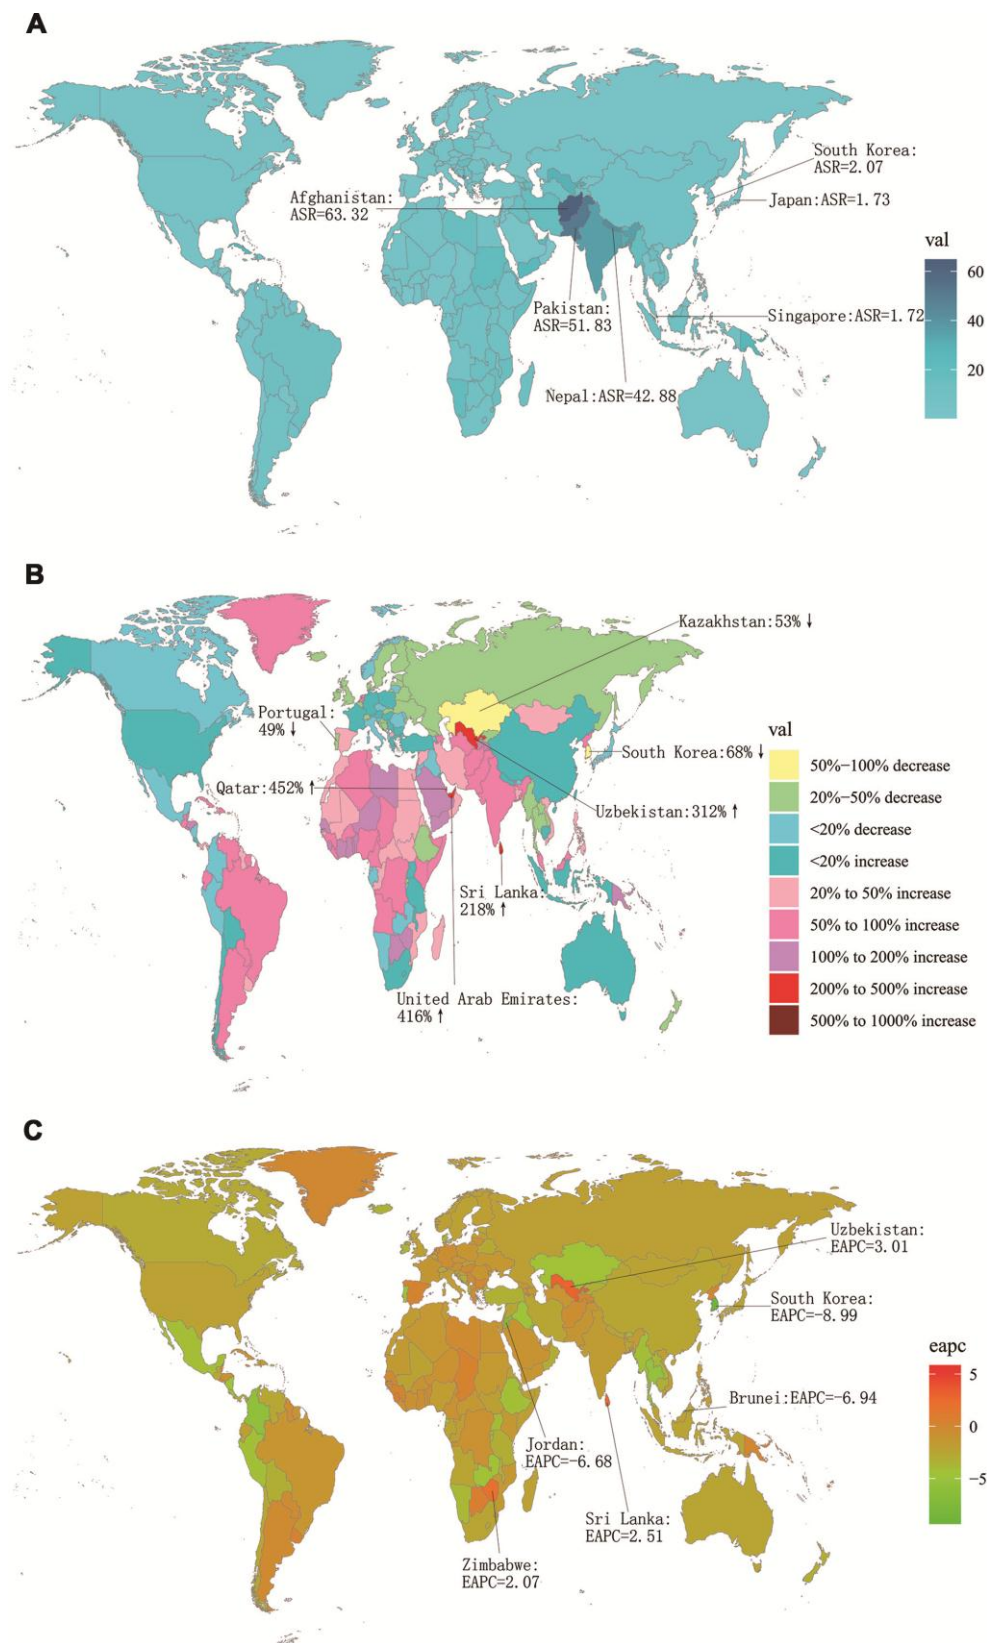 A
South Korea:
ASR=2.07
Afghanistan:
ASR=63.32
Japan:ASR=1.73
val
60
40
20
Pakistan:
ASR=51.83
Singapore:ASR=1.72
Nepal:ASR=42.88
B
Kazakhstan:53% ↓
Portugal:
49% ↓
South Korea:68% ↓
Qatar:452% ↑
Uzbekistan:312% ↑
Sri Lanka:
218% ↑
United Arab Emirates:
416% ↑
val
50%−100% decrease
20%−50% decrease
<20% decrease
<20% increase
20% to 50% increase
50% to 100% increase
100% to 200% increase
200% to 500% increase
500% to 1000% increase
C
Uzbekistan:
EAPC=3.01
South Korea:
EAPC=−8.99
eapc
5
0
−5
Brunei:EAPC=−6.94
Jordan:
EAPC=−6.68
Sri Lanka:
EAPC=2.51
Zimbabwe:
EAPC=2.07